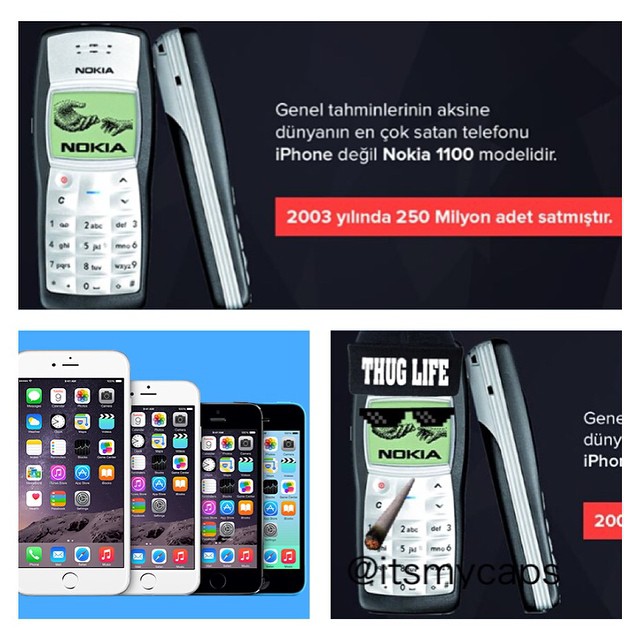 NOKIA
NOKIA
Genel tahminlerinin aksine
dünyanın en çok satan telefonu
iPhone değil Nokia 1100 modelidir.
2003 yılında 250 Milyon adet satmıştır.
THUG LIFE
NOKIA
Gene
düny
iPhor
200
@itsmycaps